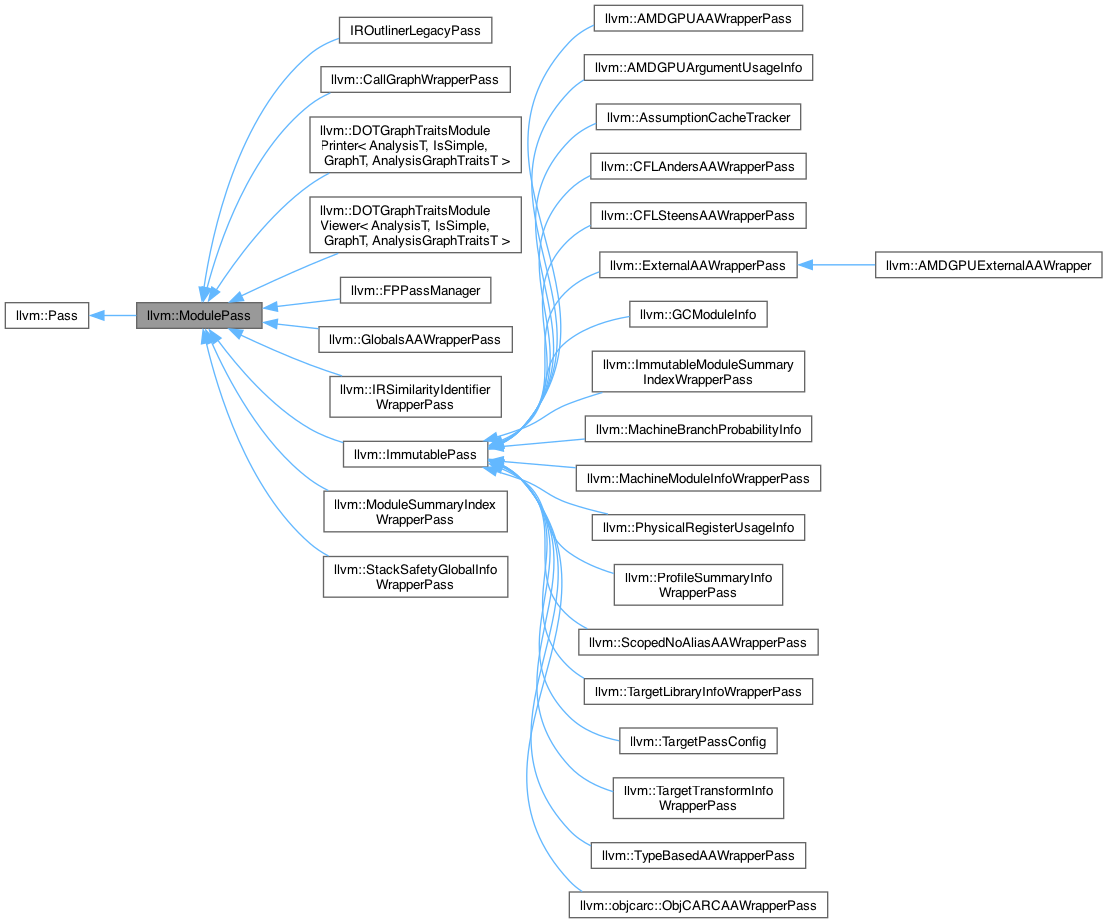 llvm::Pass
llvm::ModulePass
IROutlinerLegacyPass
llvm::CallGraphWrapperPass
llvm::DOTGraphTraitsModule
Printer< AnalysisT, IsSimple,
GraphT, AnalysisGraphTraitsT >
llvm::DOTGraphTraitsModule
Viewer< AnalysisT, IsSimple,
GraphT, AnalysisGraphTraitsT >
llvm::FPPassManager
llvm::GlobalsAAWrapperPass
llvm::IRSimilarityIdentifier
WrapperPass
llvm::ImmutablePass
llvm::ModuleSummaryIndex
WrapperPass
llvm::StackSafetyGlobalInfo
WrapperPass
llvm::AMDGPUAAWrapperPass
llvm::AMDGPUArgumentUsageInfo
llvm::AssumptionCacheTracker
llvm::CFLAndersAAWrapperPass
llvm::CFLSteensAAWrapperPass
llvm::ExternalAAWrapperPass
llvm::AMDGPUExternalAAWrapper
llvm::GCModuleInfo
llvm::ImmutableModuleSummary
IndexWrapperPass
llvm::MachineBranchProbabilityInfo
llvm::MachineModuleInfoWrapperPass
llvm::PhysicalRegisterUsageInfo
llvm::ProfileSummaryInfo
WrapperPass
llvm::ScopedNoAliasAAWrapperPass
llvm::TargetLibraryInfoWrapperPass
llvm::TargetPassConfig
llvm::TargetTransformInfo
WrapperPass
llvm::TypeBasedAAWrapperPass
llvm::objcarc::ObjCARCAAWrapperPass